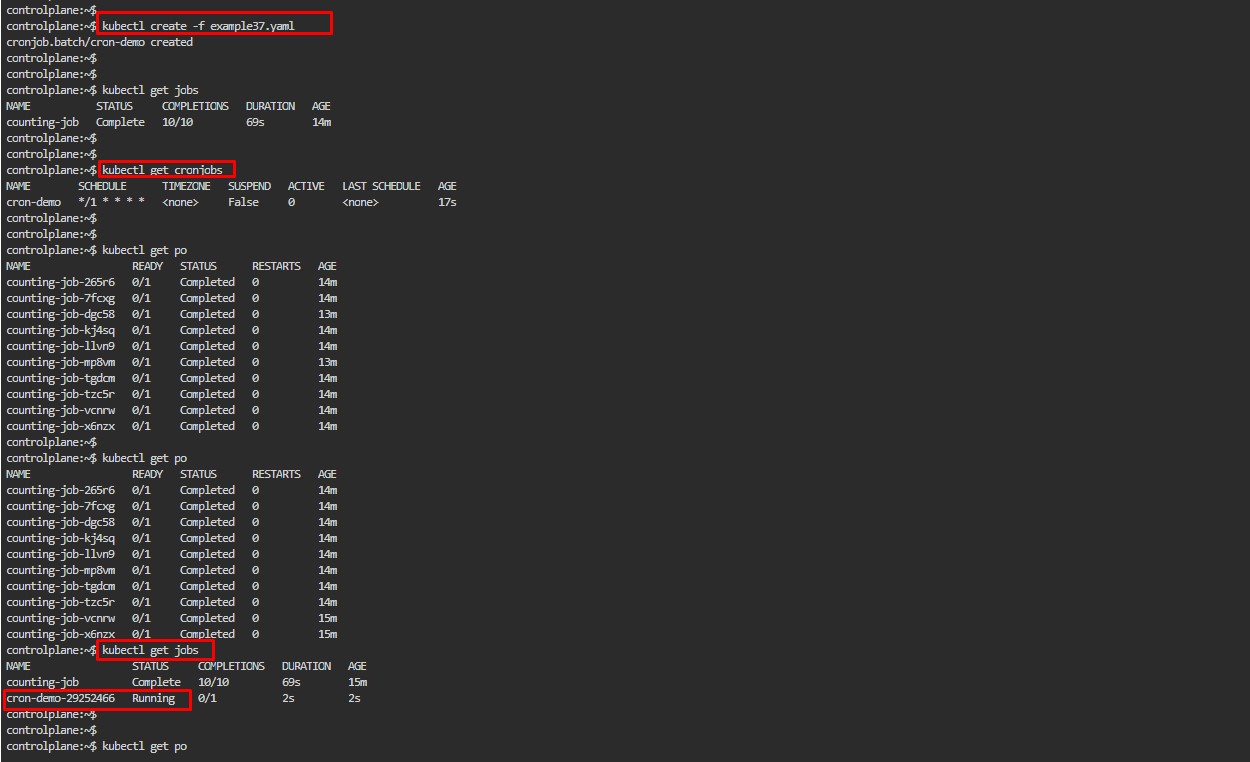 controlplane:~$
controlplane:~$ kubectl create -f example37.yaml
cronjob.batch/cron-demo created
controlplane:~$
controlplane:~$
controlplane:~$ kubectl get jobs
NAME STATUS COMPLETIONS DURATION AGE
counting-job Complete 10/10 69s 14m
controlplane:~$
controlplane:~$
controlplane:~$ kubectl get cronjobs
NAME SCHEDULE TIMEZONE SUSPEND ACTIVE LAST SCHEDULE AGE
cron-demo */1 * * * * <none> False 0 <none> 17s
controlplane:~$
controlplane:~$
controlplane:~$ kubectl get po
NAME READY STATUS RESTARTS AGE
counting-job-265r6 0/1 Completed 0 14m
counting-job-7fcxg 0/1 Completed 0 14m
counting-job-dgc58 0/1 Completed 0 13m
counting-job-kj4sq 0/1 Completed 0 14m
counting-job-llvn9 0/1 Completed 0 14m
counting-job-mp8vm 0/1 Completed 0 13m
counting-job-tgdcm 0/1 Completed 0 14m
counting-job-tzc5r 0/1 Completed 0 14m
counting-job-vcnrw 0/1 Completed 0 14m
counting-job-x6nzx 0/1 Completed 0 14m
controlplane:~$
controlplane:~$ kubectl get po
NAME READY STATUS RESTARTS AGE
counting-job-265r6 0/1 Completed 0 14m
counting-job-7fcxg 0/1 Completed 0 14m
counting-job-dgc58 0/1 Completed 0 14m
counting-job-kj4sq 0/1 Completed 0 14m
counting-job-llvn9 0/1 Completed 0 14m
counting-job-mp8vm 0/1 Completed 0 14m
counting-job-tgdcm 0/1 Completed 0 14m
counting-job-tzc5r 0/1 Completed 0 14m
counting-job-vcnrw 0/1 Completed 0 15m
counting-job-x6nzx 0/1 Completed 0 15m
controlplane:~$ kubectl get jobs
NAME STATUS COMPLETIONS DURATION AGE
counting-job Complete 10/10 69s 15m
cron-demo-29252466 Running 0/1 2s 2s
controlplane:~$
controlplane:~$
controlplane:~$ kubectl get po